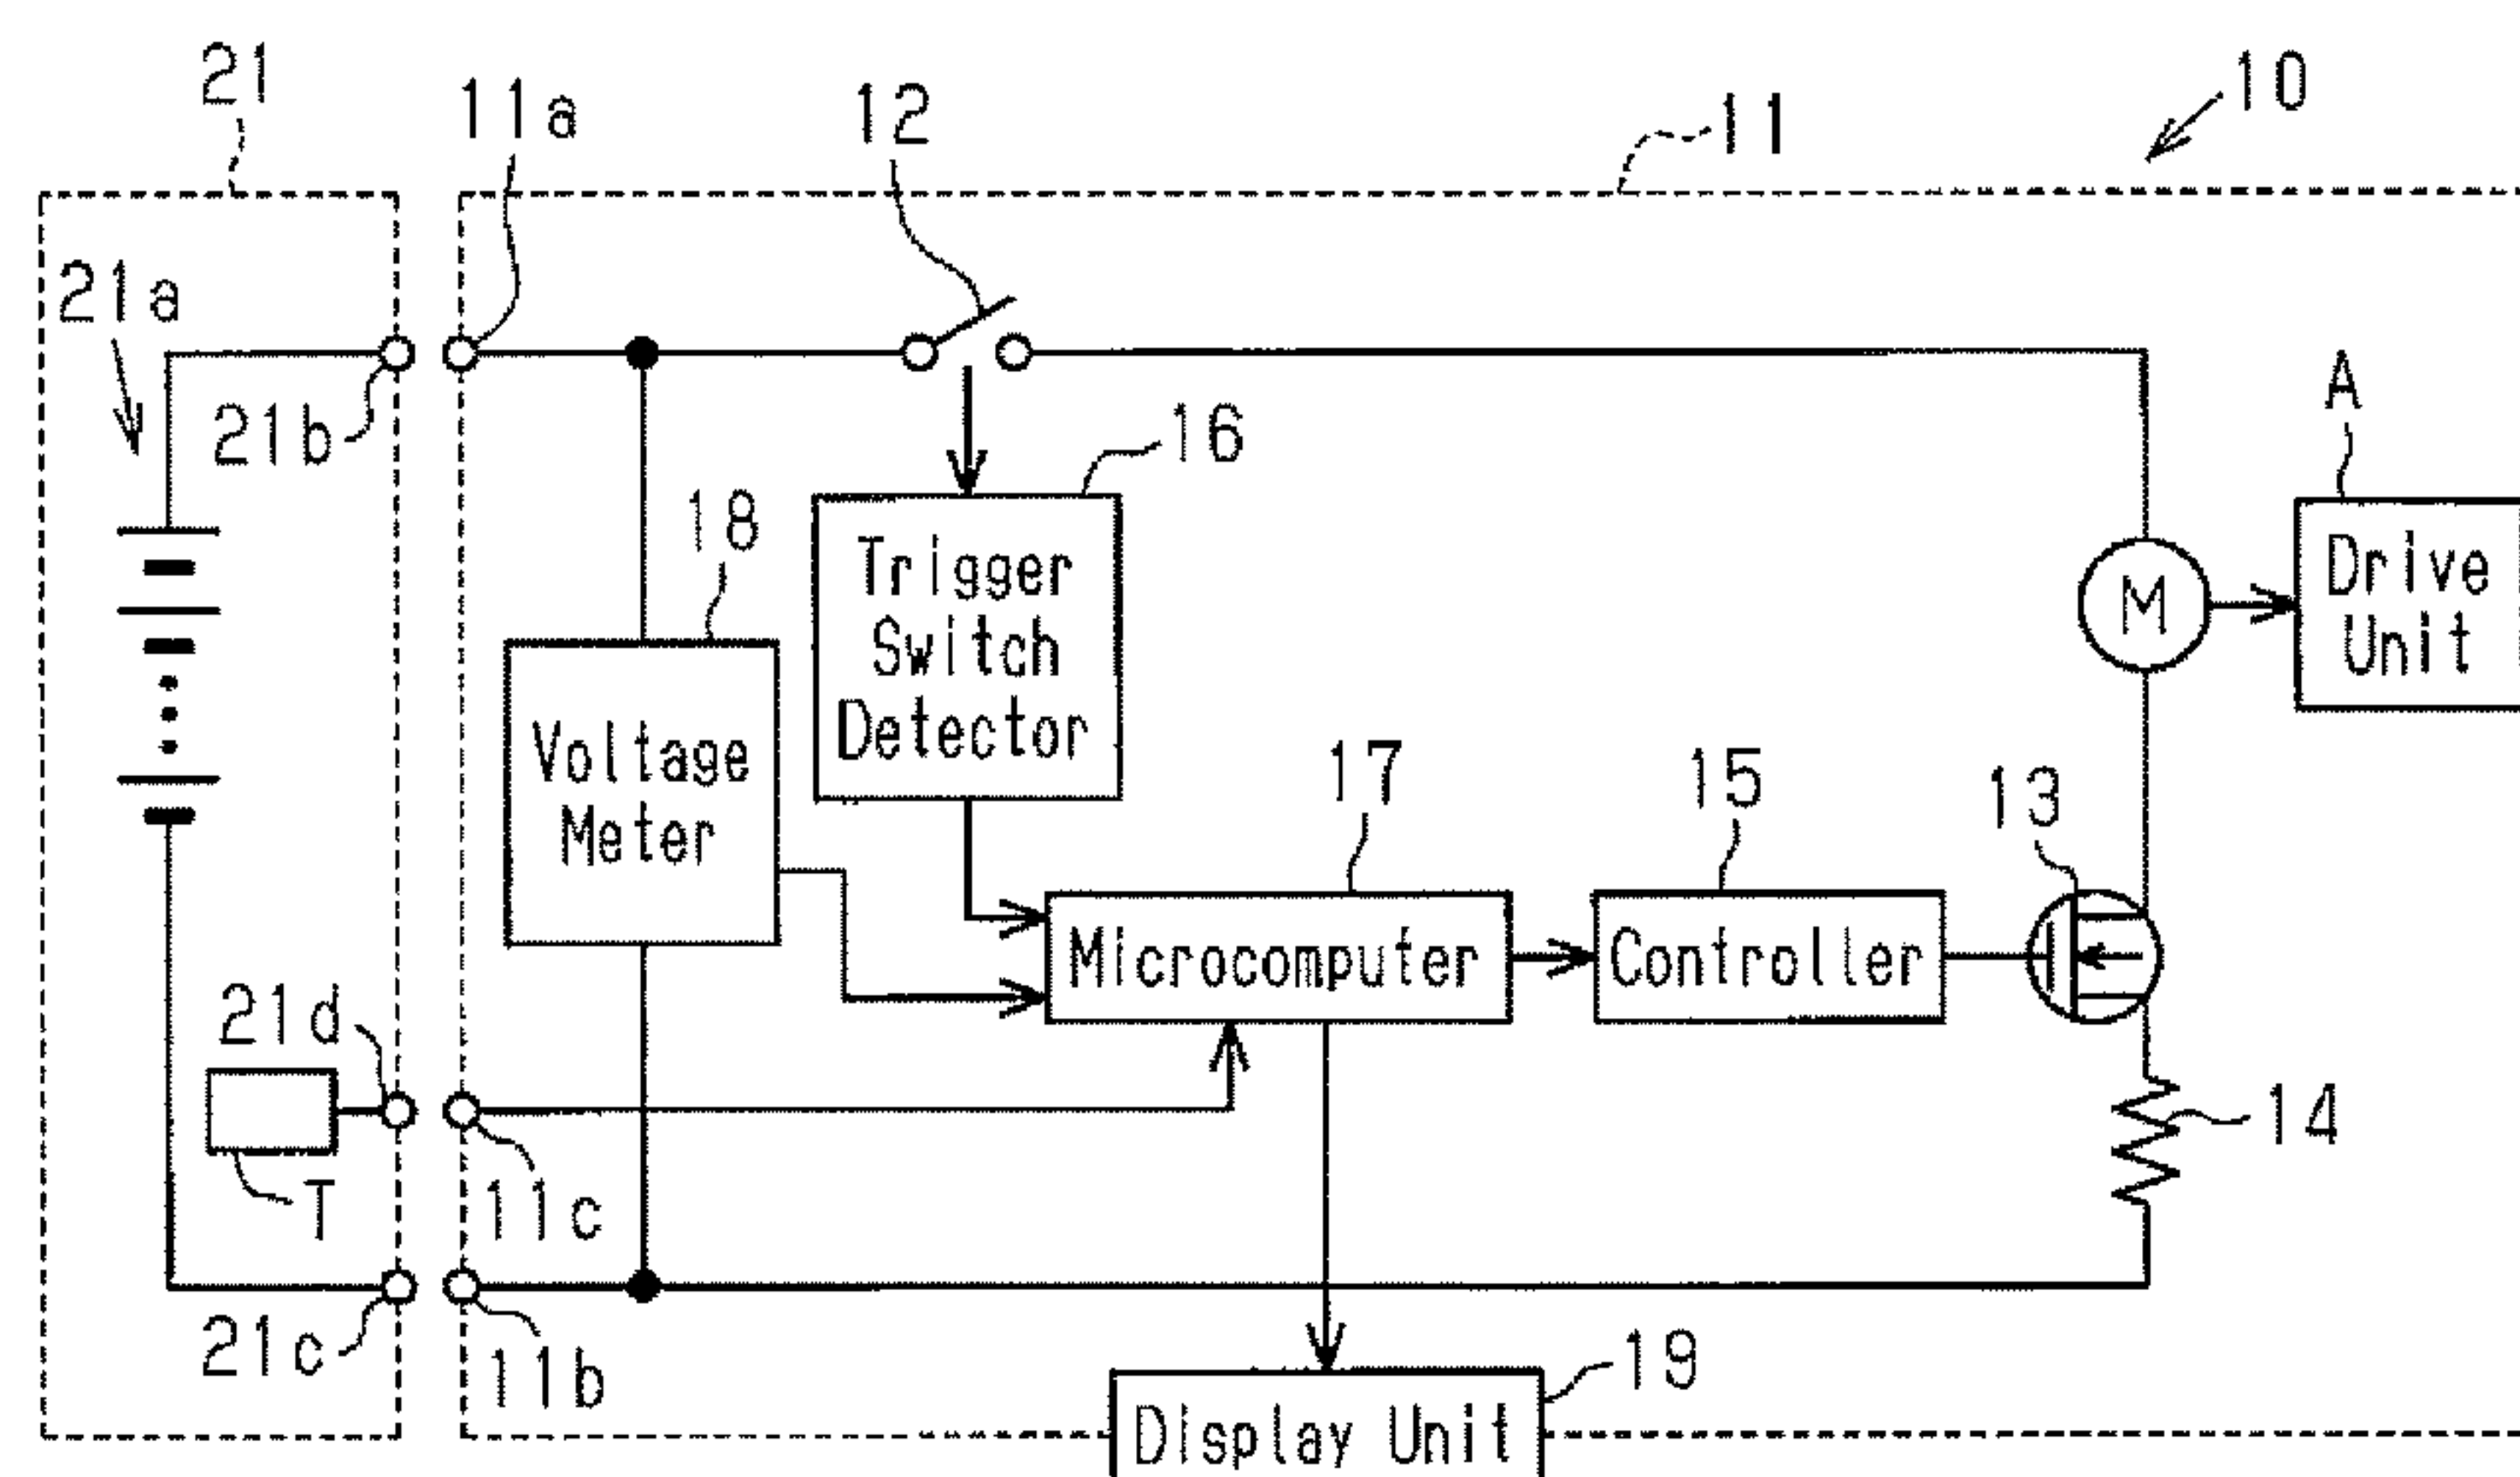 21
11a
12
11
10
21a
21b
16
A
18
Trigger
Switch
Detector
Drive
Unit
M
Voltage
Meter
17
15
13
Microcomputer
Controller
21d
T
11c
14
21c
11b
19
Display Unit